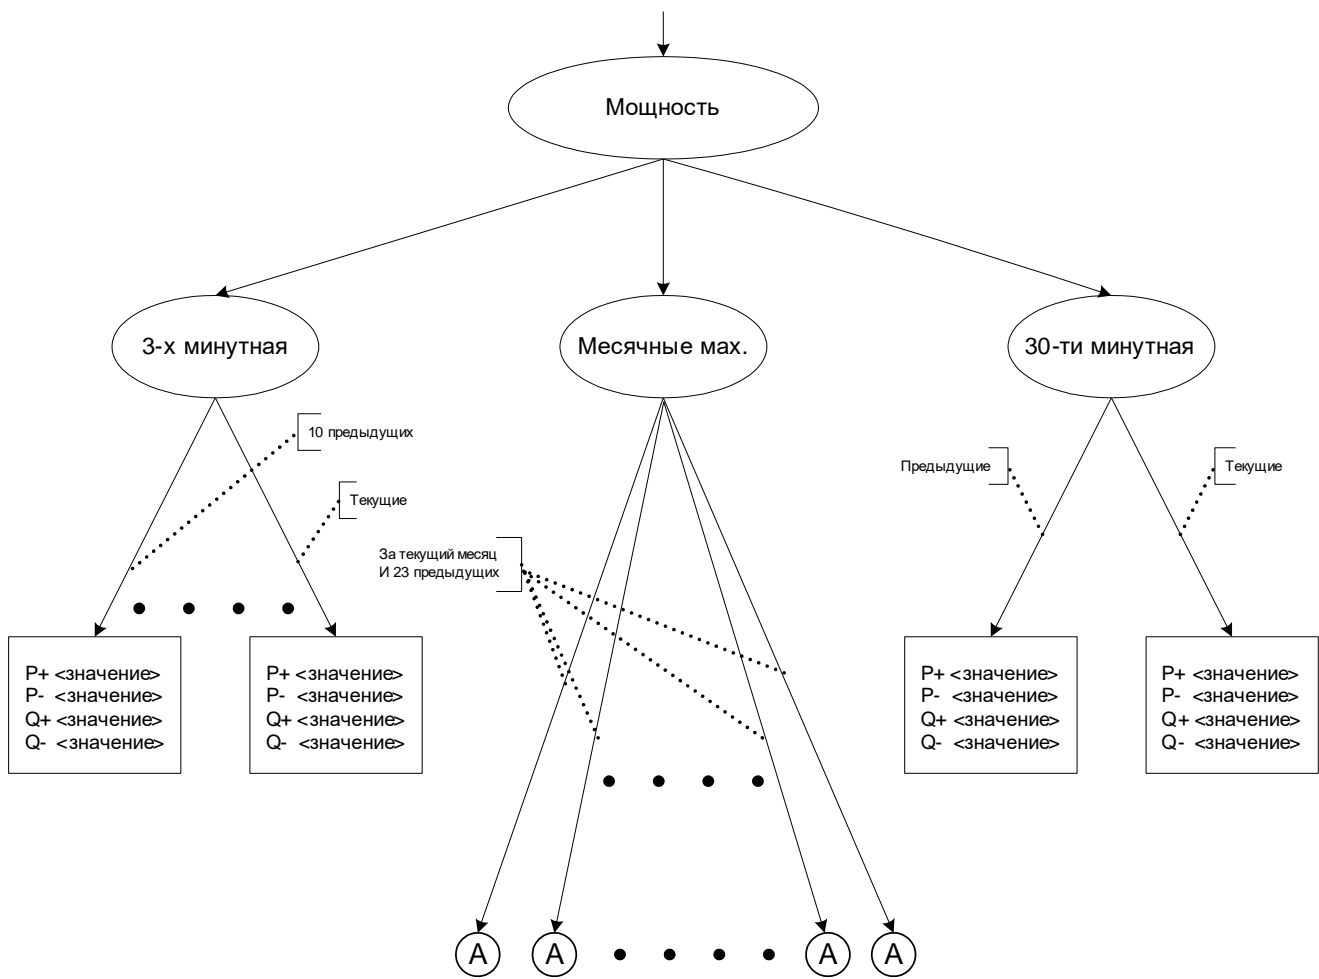 Мощность
3-х минутная
Месячные мах.
30-ти минутная
10 предыдущих
Текущие
Предыдущие
Текущие
За текущий месяц
И 23 предыдущих
P+ <значение>
P- <значение>
Q+ <значение>
Q- <значение>
P+ <значение>
P- <значение>
Q+ <значение>
Q- <значение>
P+ <значение>
P- <значение>
Q+ <значение>
Q- <значение>
P+ <значение>
P- <значение>
Q+ <значение>
Q- <значение>
А
А
А
А